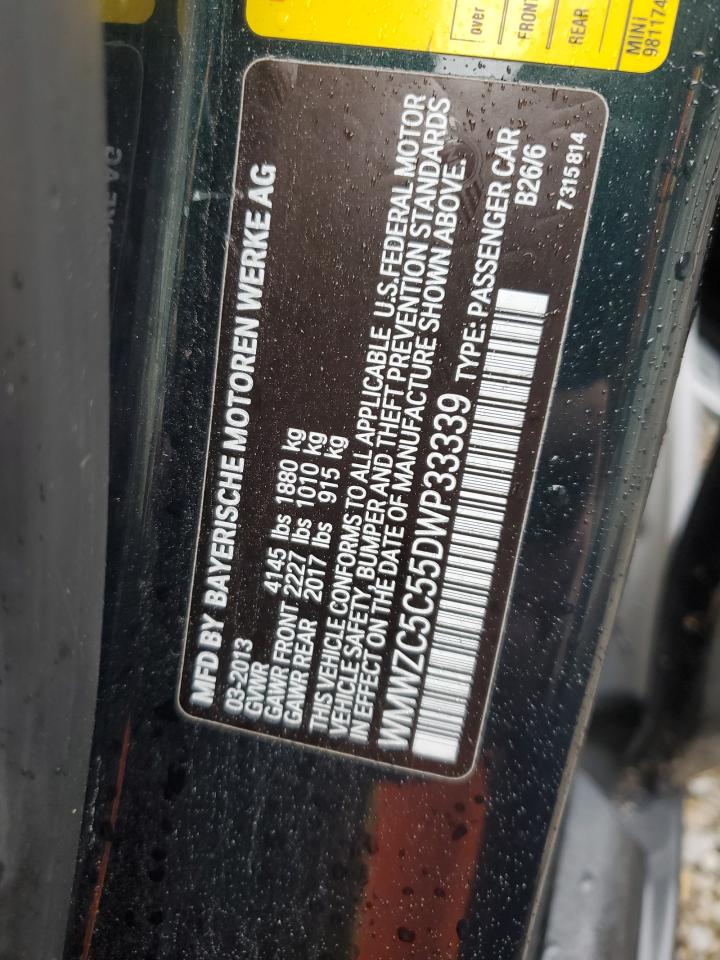 over
FRONT
REAR
MINI
981174
MFD BY BAYERISCHE MOTOREN WERKE AG
03-2013
GVWR 4145 lbs 1880 kg
GAWR FRONT 2227 lbs 1010 kg
GAWR REAR 2017 lbs 915 kg
THIS VEHICLE CONFORMS TO ALL APPLICABLE U.S. FEDERAL MOTOR
VEHICLE SAFETY, BUMPER AND THEFT PREVENTION STANDARDS
IN EFFECT ON THE DATE OF MANUFACTURE SHOWN ABOVE.
WMWZC5C55DWP33339 TYPE: PASSENGER CAR
B26/6
7 315 814